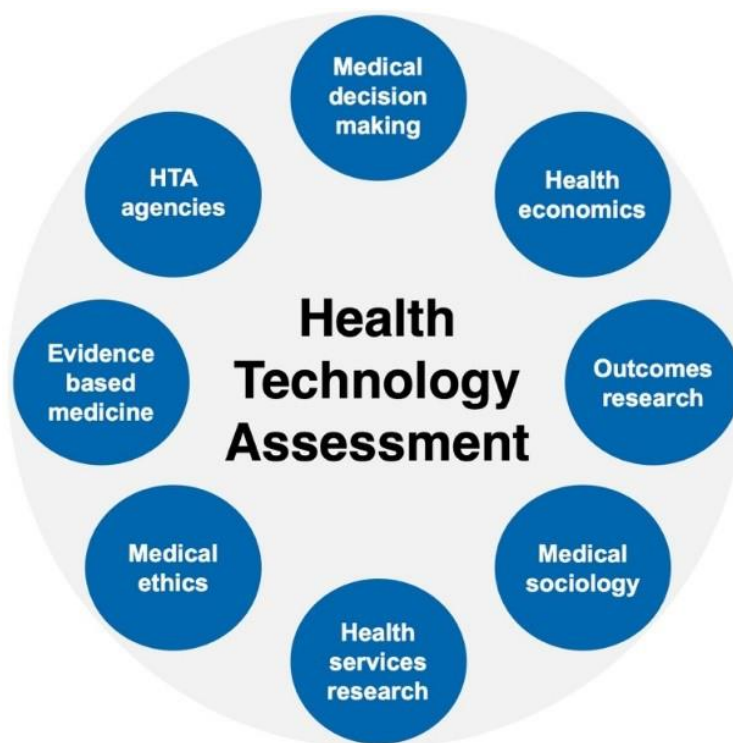 Medical
decision
making
HTA
agencies
Health
economics
Health
Technology
Assessment
Evidence
based
medicine
Outcomes
research
Medical
ethics
Medical
sociology
Health
services
research